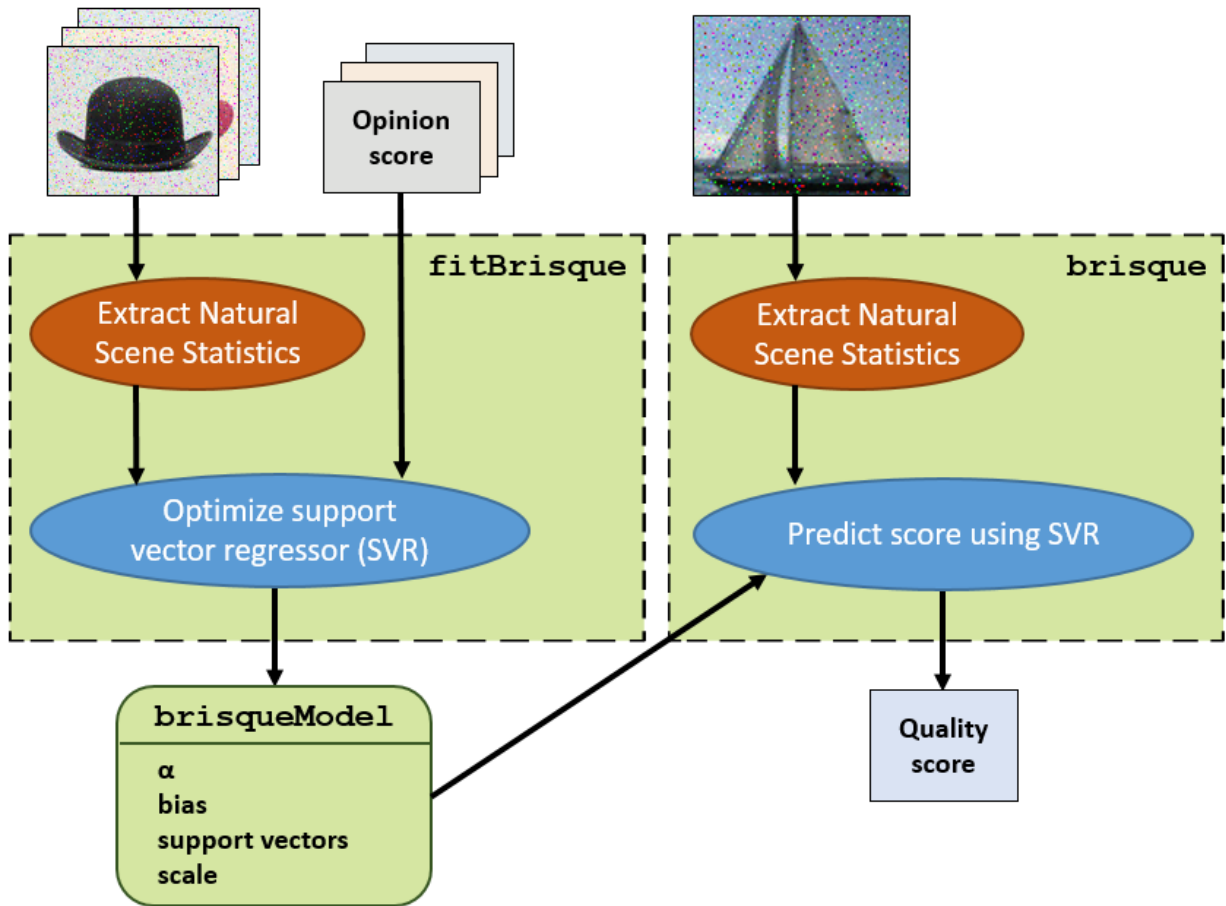 Opinion
score
fitBrisque
Extract Natural
Scene Statistics
Optimize support
vector regressor (SVR)
brisqueModel
α
bias
support vectors
scale
brisque
Extract Natural
Scene Statistics
Predict score using SVR
Quality
score